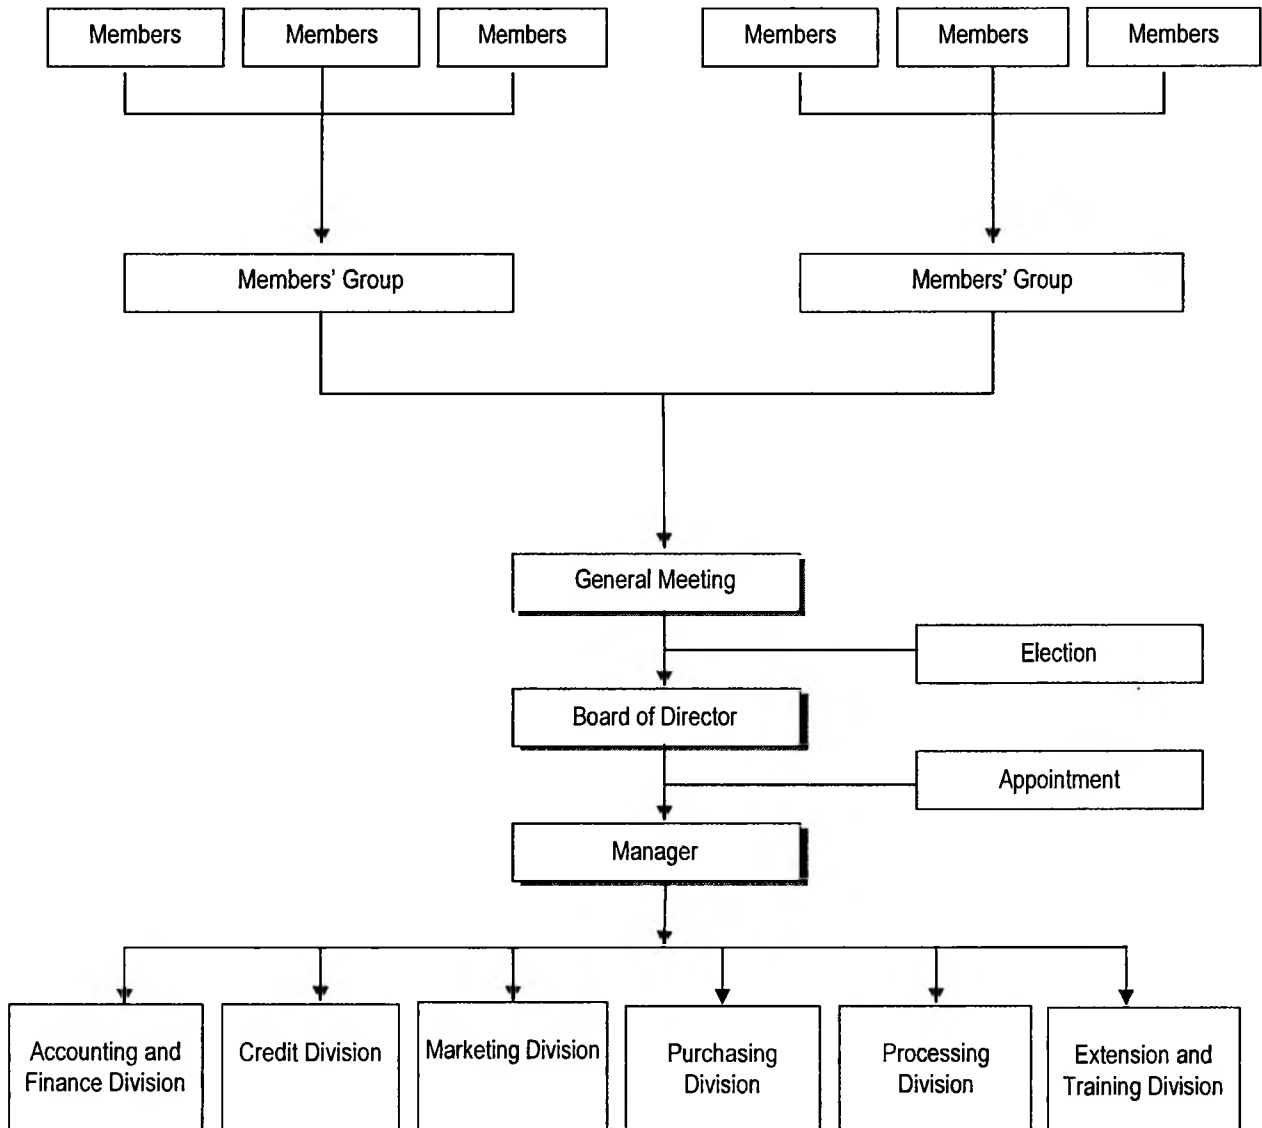 Members
Members
Members
Members
Members
Members
Members' Group
Members' Group
General Meeting
Election
Board of Director
Appointment
Manager
Accounting and
Finance Division
Credit Division
Marketing Division
Purchasing
Division
Processing
Division
Extension and
Training Division